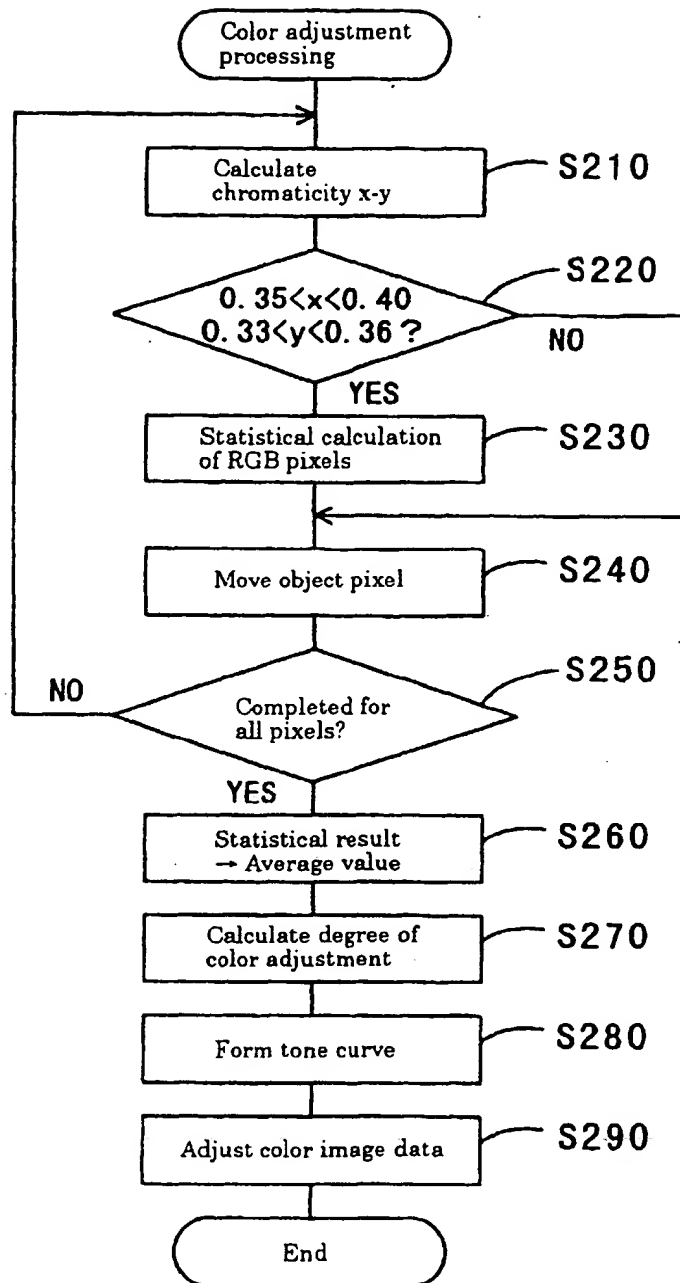 Color adjustment
processing
Calculate
chromaticity x-y
S210
0.35<x<0.40
0.33<y<0.36?
S220
NO
YES
Statistical calculation
of RGB pixels
S230
Move object pixel
S240
NO
Completed for
all pixels?
S250
YES
Statistical result
→ Average value
S260
Calculate degree of
color adjustment
S270
Form tone curve
S280
Adjust color image data
S290
End